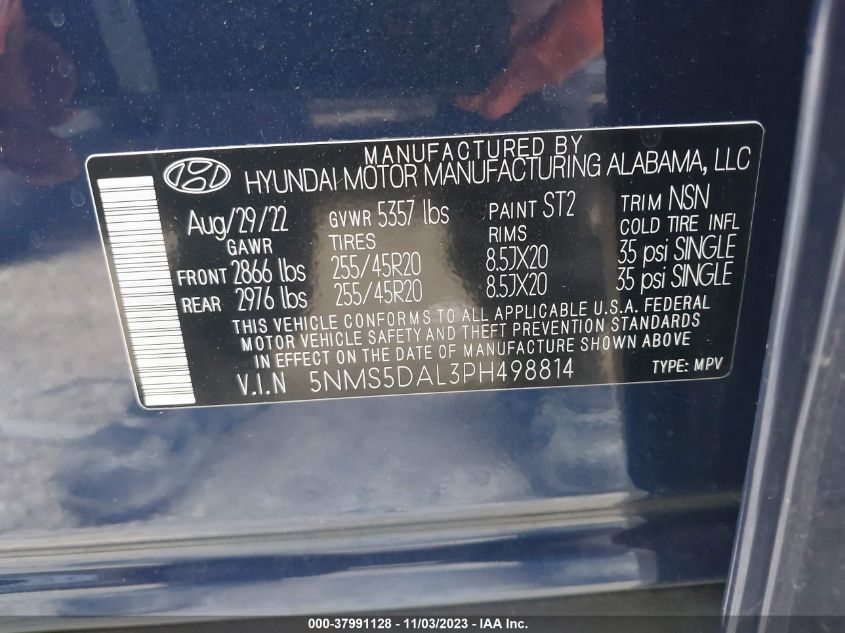 MANUFACTURED BY
HYUNDAI MOTOR MANUFACTURING ALABAMA, LLC
Aug/29/22 GVWR 5357 lbs PAINT ST2 TRIM NSN
GAWR TIRES RIMS COLD TIRE INFL
FRONT 2866 lbs 255/45R20 8.5JX20 35 psi SINGLE
REAR 2976 lbs 255/45R20 8.5JX20 35 psi SINGLE
THIS VEHICLE CONFORMS TO ALL APPLICABLE U.S.A. FEDERAL
MOTOR VEHICLE SAFETY AND THEFT PREVENTION STANDARDS
IN EFFECT ON THE DATE OF MANUFACTURE SHOWN ABOVE
V.I.N 5NMS5DAL3PH498814 TYPE: MPV
000-37991128 - 11/03/2023 - IAA Inc.